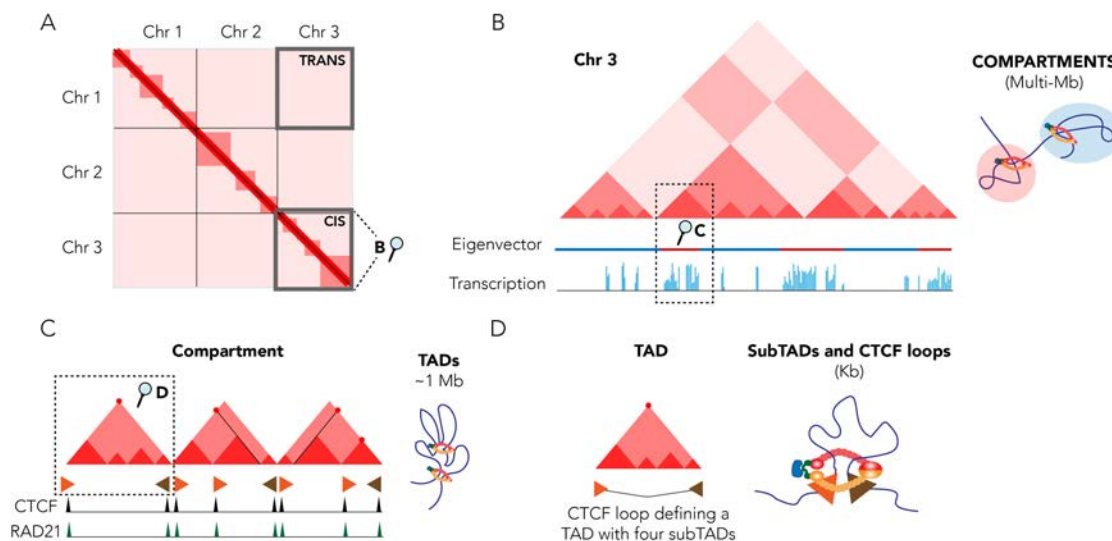 A
Chr 1
Chr 2
Chr 3
TRANS
Chr 1
Chr 2
CIS
Chr 3
B
B
Chr 3
COMPARTMENTS
(Multi-Mb)
C
Eigenvector
Transcription
C
Compartment
TADs
~1 Mb
D
CTCF
RAD21
D
TAD
SubTADs and CTCF loops
(Kb)
CTCF loop defining a
TAD with four subTADs